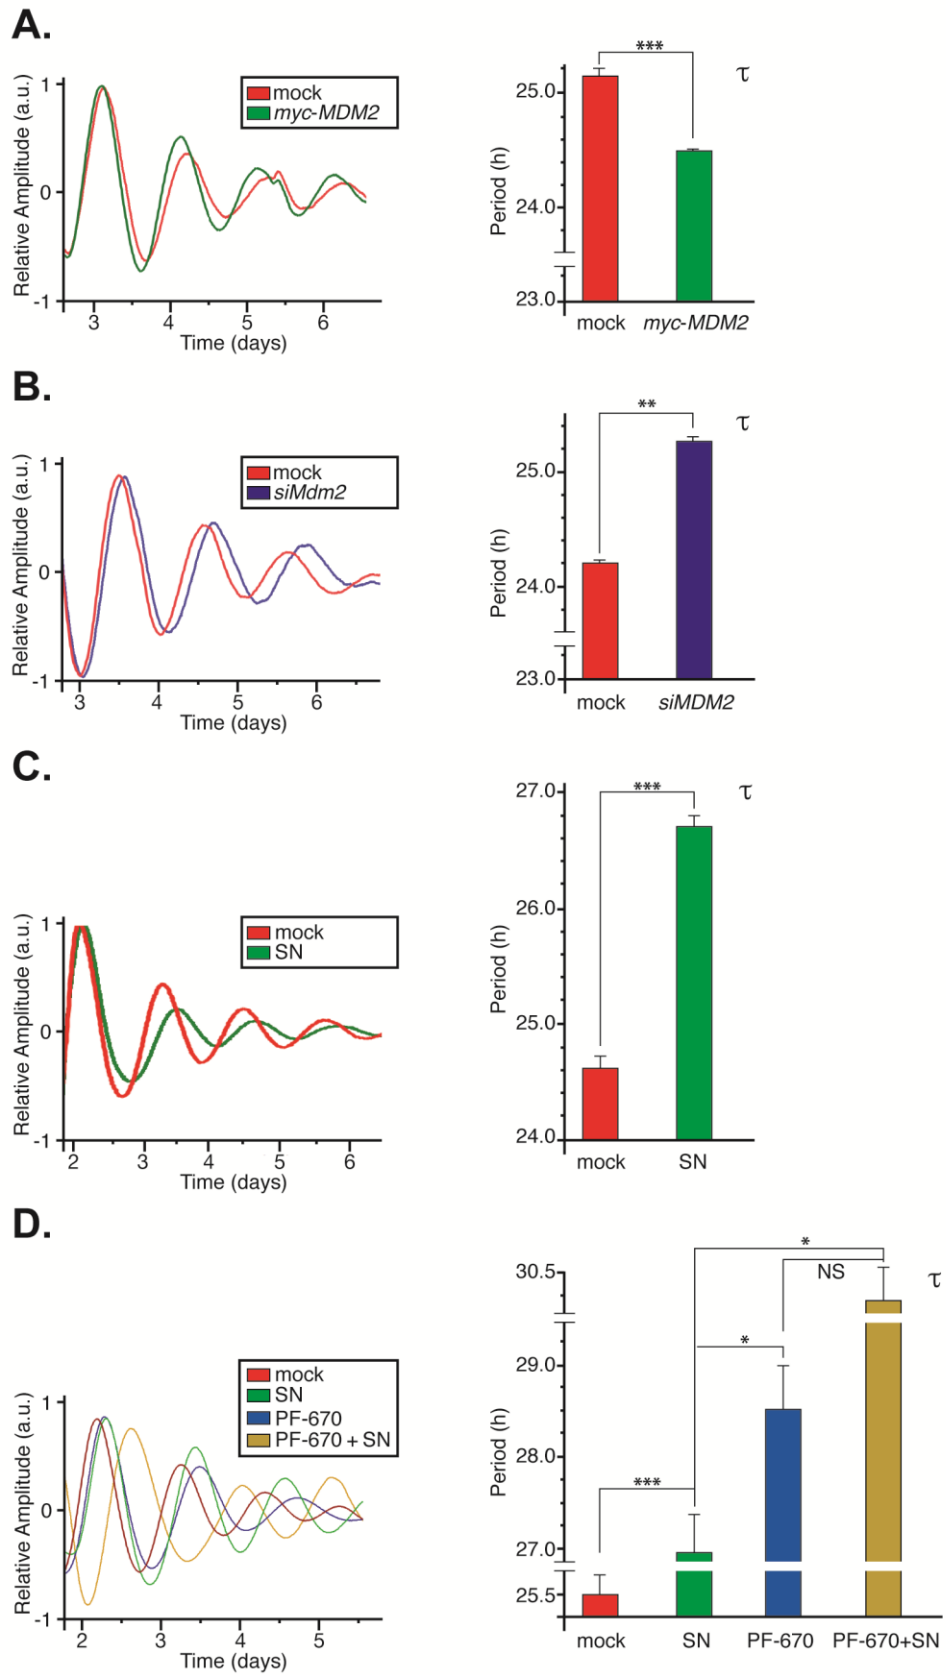 A.
Relative Amplitude (a.u.)
1
0
-1
3 4 5 6
Time (days)
mock
myc-MDM2
***
τ
Period (h)
25.0
24.0
23.0
mock myc-MDM2
B.
Relative Amplitude (a.u.)
1
0
-1
3 4 5 6
Time (days)
mock
siMdm2
**
τ
Period (h)
25.0
24.0
23.0
mock siMDM2
C.
Relative Amplitude (a.u.)
1
0
-1
2 3 4 5 6
Time (days)
mock
SN
***
τ
Period (h)
27.0
26.0
25.0
24.0
mock SN
D.
Relative Amplitude (a.u.)
1
0
-1
2 3 4 5
Time (days)
mock
SN
PF-670
PF-670 + SN
*
NS
τ
*
***
Period (h)
30.5
29.0
28.0
27.0
25.5
mock SN PF-670 PF-670+SN